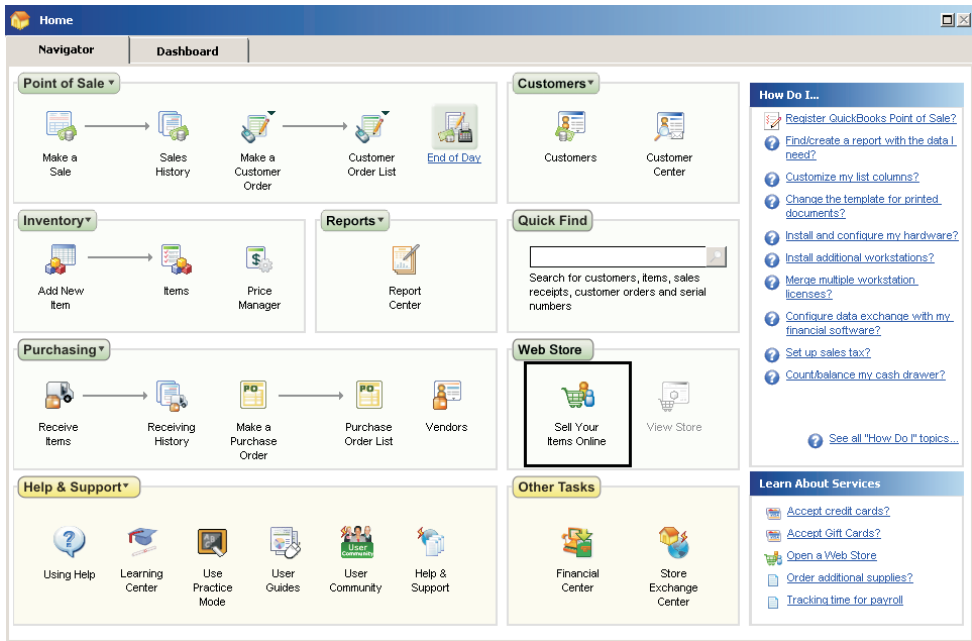 Home
Navigator
Dashboard
Point of Sale
Make a
Sale
Sales
History
Make a
Customer
Order
Customer
Order List
End of Day
Customers
Customers
Customer
Center
Inventory
Add New
Item
Items
Price
Manager
Reports
Report
Center
Quick Find
Search for customers, items, sales
receipts, customer orders and serial
numbers
Purchasing
Receive
Items
Receiving
History
PO
Make a
Purchase
Order
PO
Purchase
Order List
Vendors
Web Store
Sell Your
Items Online
View Store
Help & Support
Using Help
Learning
Center
Use
Practice
Mode
User
Guides
User
Community
User
Community
Help &
Support
Other Tasks
Financial
Center
Store
Exchange
Center
How Do I...
Register QuickBooks Point of Sale?
Find/create a report with the data I
need?
Customize my list columns?
Change the template for printed
documents?
Install and configure my hardware?
Install additional workstations?
Merge multiple workstation
licenses?
Configure data exchange with my
financial software?
Set up sales tax?
Count/balance my cash drawer?
See all "How Do I" topics...
Learn About Services
Accept credit cards?
Accept Gift Cards?
Open a Web Store
Order additional supplies?
Tracking time for payroll